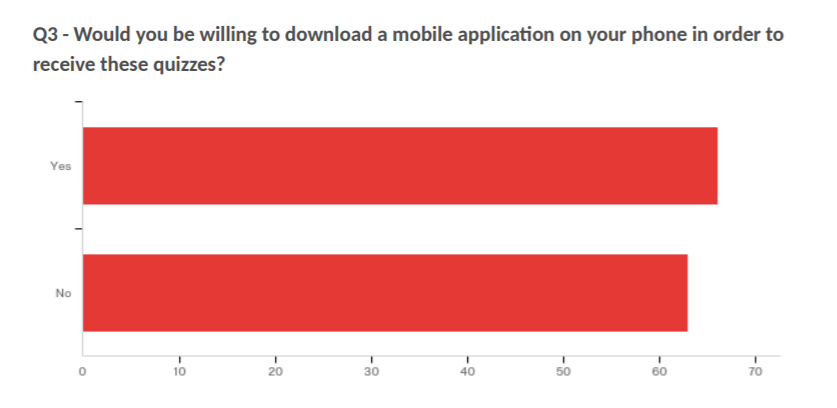 Q3 - Would you be willing to download a mobile application on your phone in order to
receive these quizzes?
Yes
No
0 10 20 30 40 50 60 70